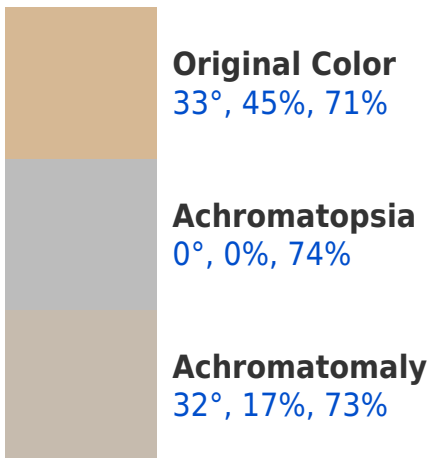 Original Color
33°, 45%, 71%
Achromatopsia
0°, 0%, 74%
Achromatomaly
32°, 17%, 73%